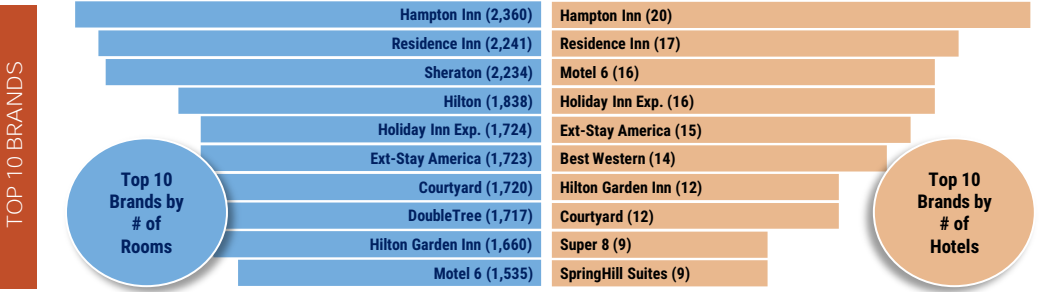 TOP 10 BRANDS
Hampton Inn (2,360)
Residence Inn (2,241)
Sheraton (2,234)
Hilton (1,838)
Holiday Inn Exp. (1,724)
Ext-Stay America (1,723)
Courtyard (1,720)
DoubleTree (1,717)
Hilton Garden Inn (1,660)
Motel 6 (1,535)
Top 10
Brands by
# of
Rooms
Hampton Inn (20)
Residence Inn (17)
Motel 6 (16)
Holiday Inn Exp. (16)
Ext-Stay America (15)
Best Western (14)
Hilton Garden Inn (12)
Courtyard (12)
Super 8 (9)
SpringHill Suites (9)
Top 10
Brands by
# of
Hotels